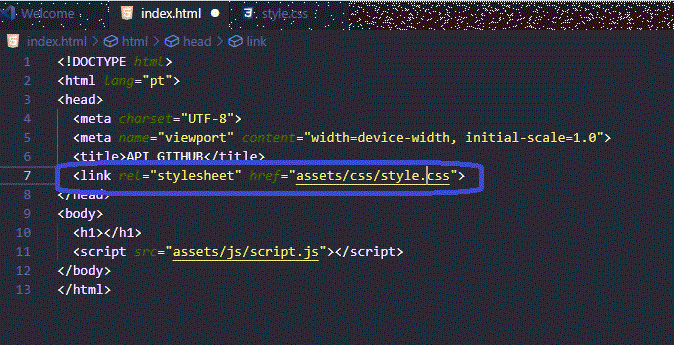 Welcome index.html style.css
index.html > html > head > link
1 <!DOCTYPE html>
2 <html lang="pt">
3 <head>
4 <meta charset="UTF-8">
5 <meta name="viewport" content="width=device-width, initial-scale=1.0">
6 <title>API GITHUB</title>
7 <link rel="stylesheet" href="assets/css/style.css">
8 </head>
9 <body>
10 <h1></h1>
11 <script src="assets/js/script.js"></script>
12 </body>
13 </html>